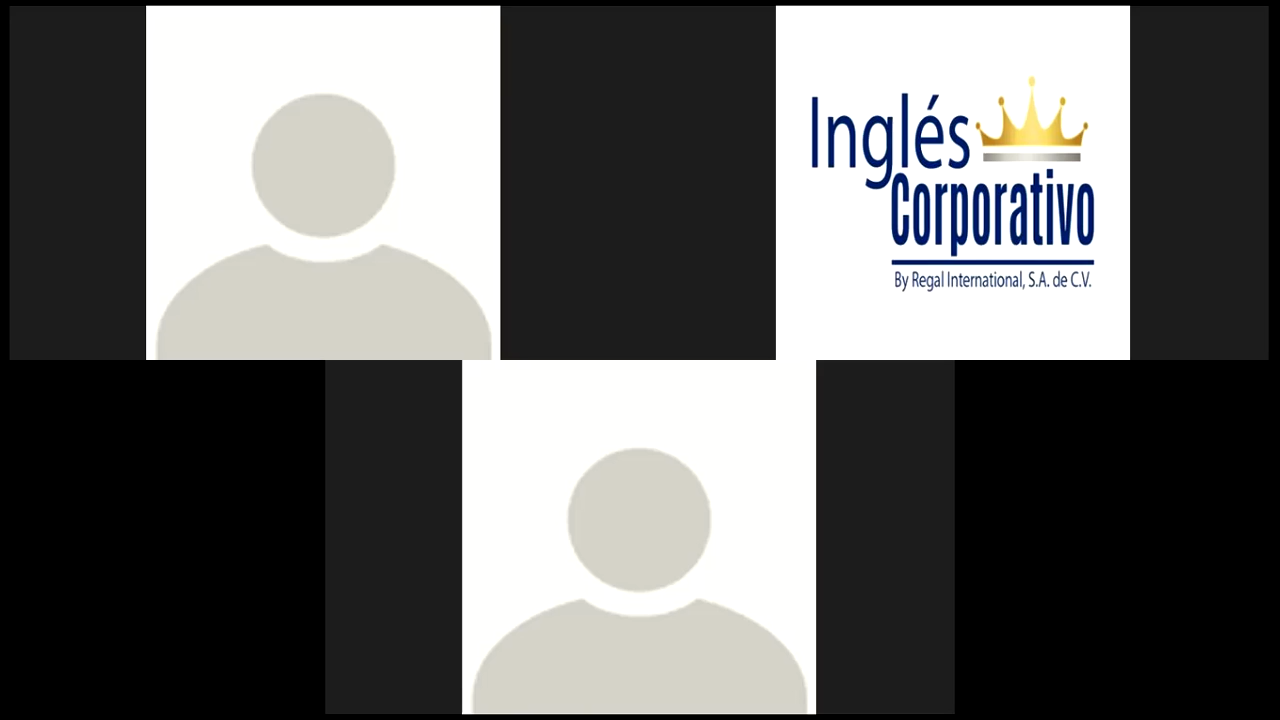 Inglés
Corporativo
By Regal International, S.A. de C.V.